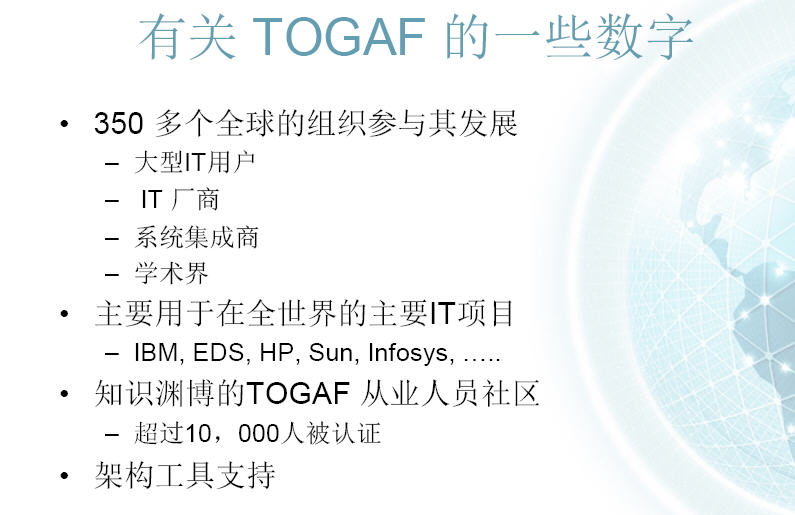 有关 TOGAF 的一些数字
• 350 多个全球的组织参与其发展
– 大型IT用户
– IT 厂商
– 系统集成商
– 学术界
• 主要用于在全世界的主要IT项目
– IBM, EDS, HP, Sun, Infosys, …..
• 知识渊博的TOGAF 从业人员社区
– 超过10，000人被认证
• 架构工具支持